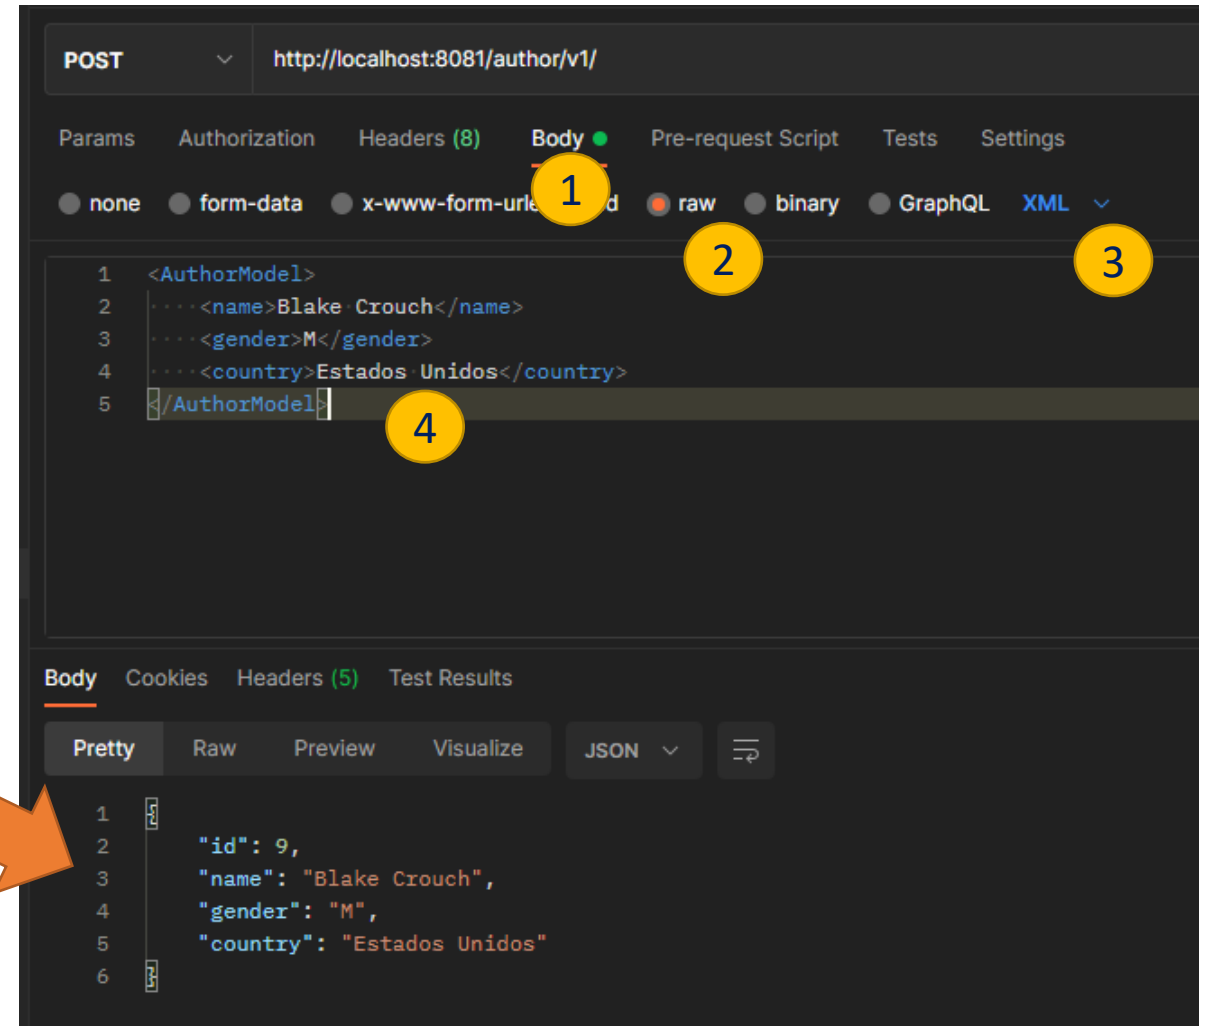 POST http://localhost:8081/author/v1/
Params Authorization Headers (8) Body Pre-request Script Tests Settings
1
none form-data x-www-form-urle d raw binary GraphQL XML
2 3
1 <AuthorModel>
2 ····<name>Blake·Crouch</name>
3 ····<gender>M</gender>
4 ····<country>Estados·Unidos</country>
5 </AuthorModel>
4
Body Cookies Headers (5) Test Results
Pretty Raw Preview Visualize JSON
1 {
2 "id": 9,
3 "name": "Blake Crouch",
4 "gender": "M",
5 "country": "Estados Unidos"
6 }